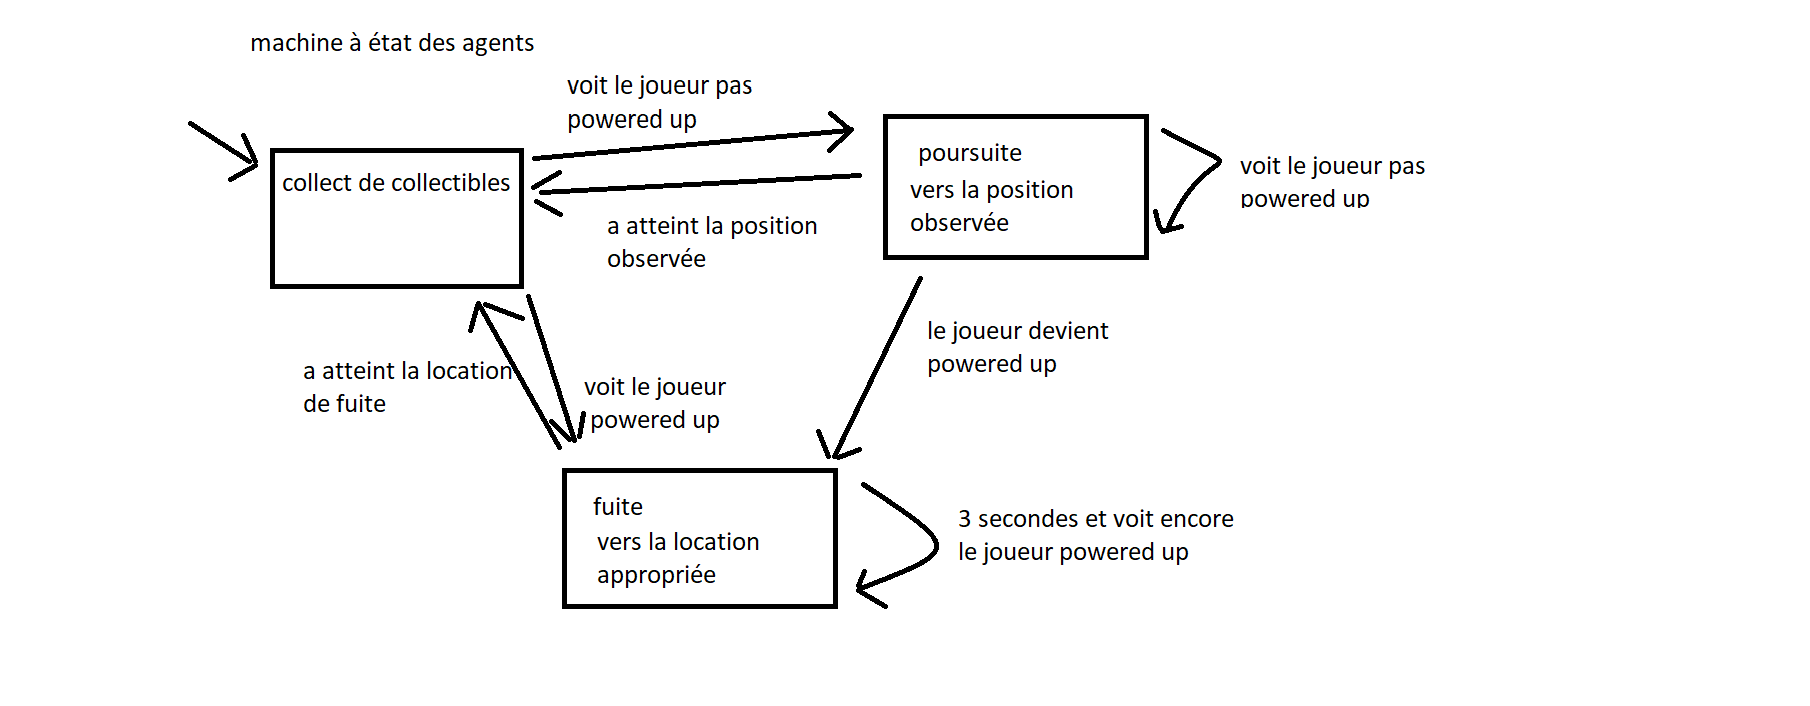 machine à état des agents
voit le joueur pas
powered up
collect de collectibles
poursuite
vers la position
observée
voit le joueur pas
powered up
a atteint la position
observée
le joueur devient
powered up
a atteint la location
de fuite
voit le joueur
powered up
fuite
vers la location
appropriée
3 secondes et voit encore
le joueur powered up